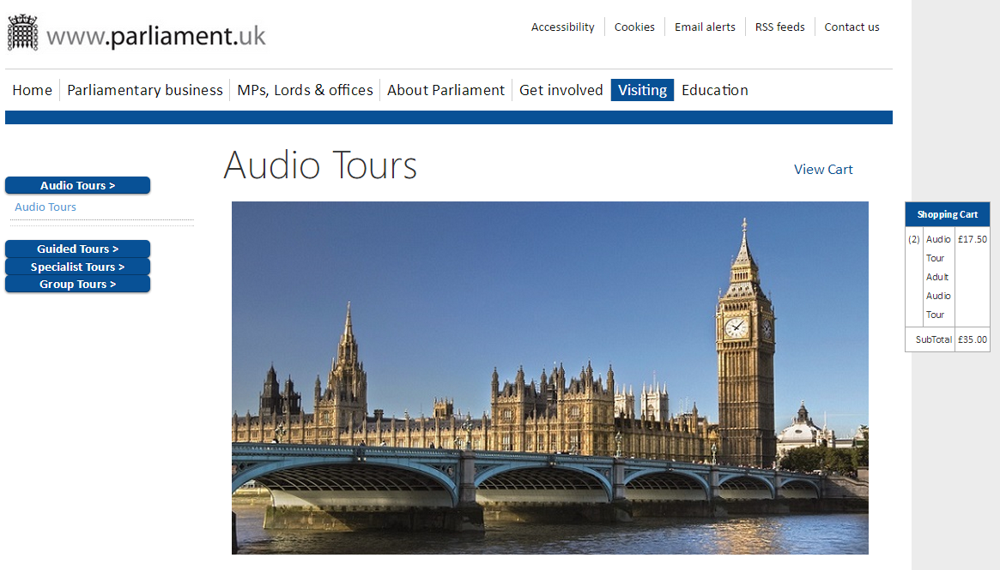 www.parliament.uk
Accessibility
Cookies
Email alerts
RSS feeds
Contact us
Home
Parliamentary business
MPs, Lords & offices
About Parliament
Get involved
Visiting
Education
Audio Tours
View Cart
Audio Tours >
Audio Tours
Guided Tours >
Specialist Tours >
Group Tours >
Shopping Cart
(2) Audio £17.50
Tour
Adult
Audio
Tour
SubTotal £35.00